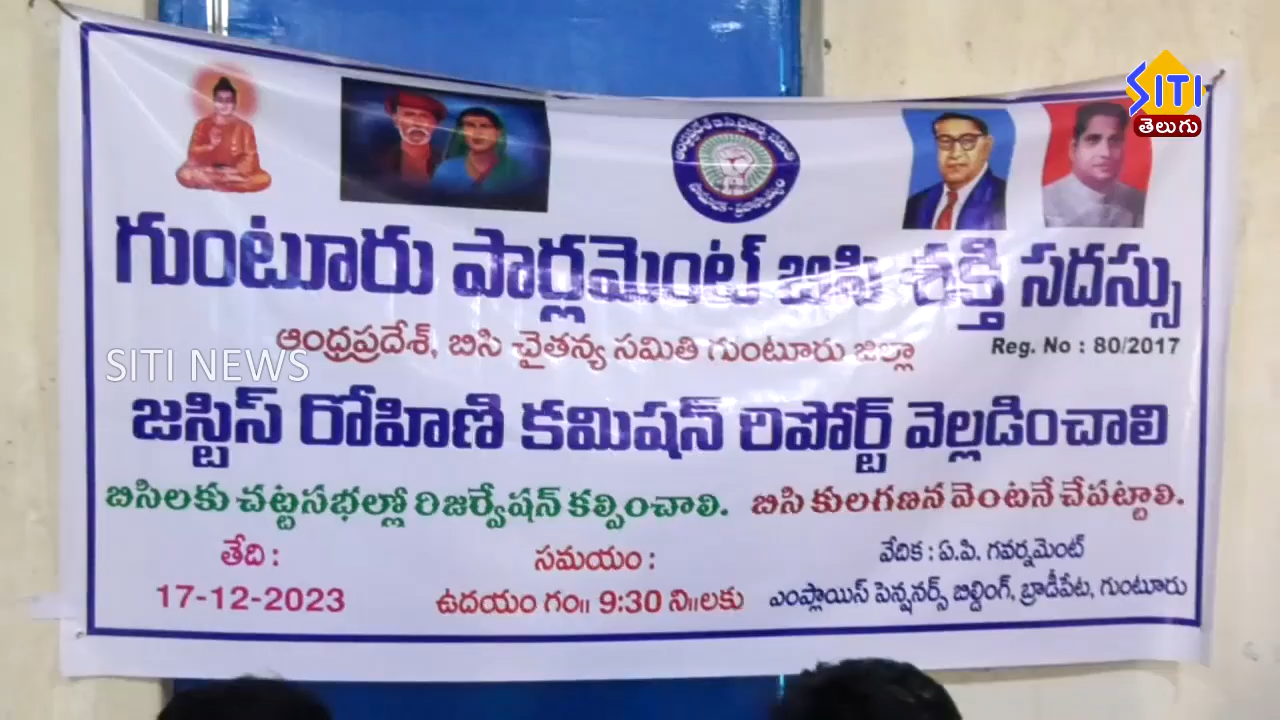 SITI
తెలుగు
గుంటూరు పార్లమెంట్ బిసి శక్తి సదస్సు
ఆంధ్రప్రదేశ్, బిసి చైతన్య సమితి గుంటూరు జిల్లా
Reg. No : 80/2017
SITI NEWS
జస్టిస్ రోహిణి కమిషన్ రిపోర్ట్ వెల్లడించాలి
బిసిలకు చట్టసభల్లో రిజర్వేషన్ కల్పించాలి. బిసి కులగణన వెంటనే చేపట్టాలి.
తేది :
17-12-2023
సమయం :
ఉదయం గం॥ 9:30 ని॥లకు
వేదిక : ఏ.పి. గవర్నమెంట్
ఎంప్లాయిస్ పెన్షనర్స్ బిల్డింగ్, బ్రాడీపేట, గుంటూరు